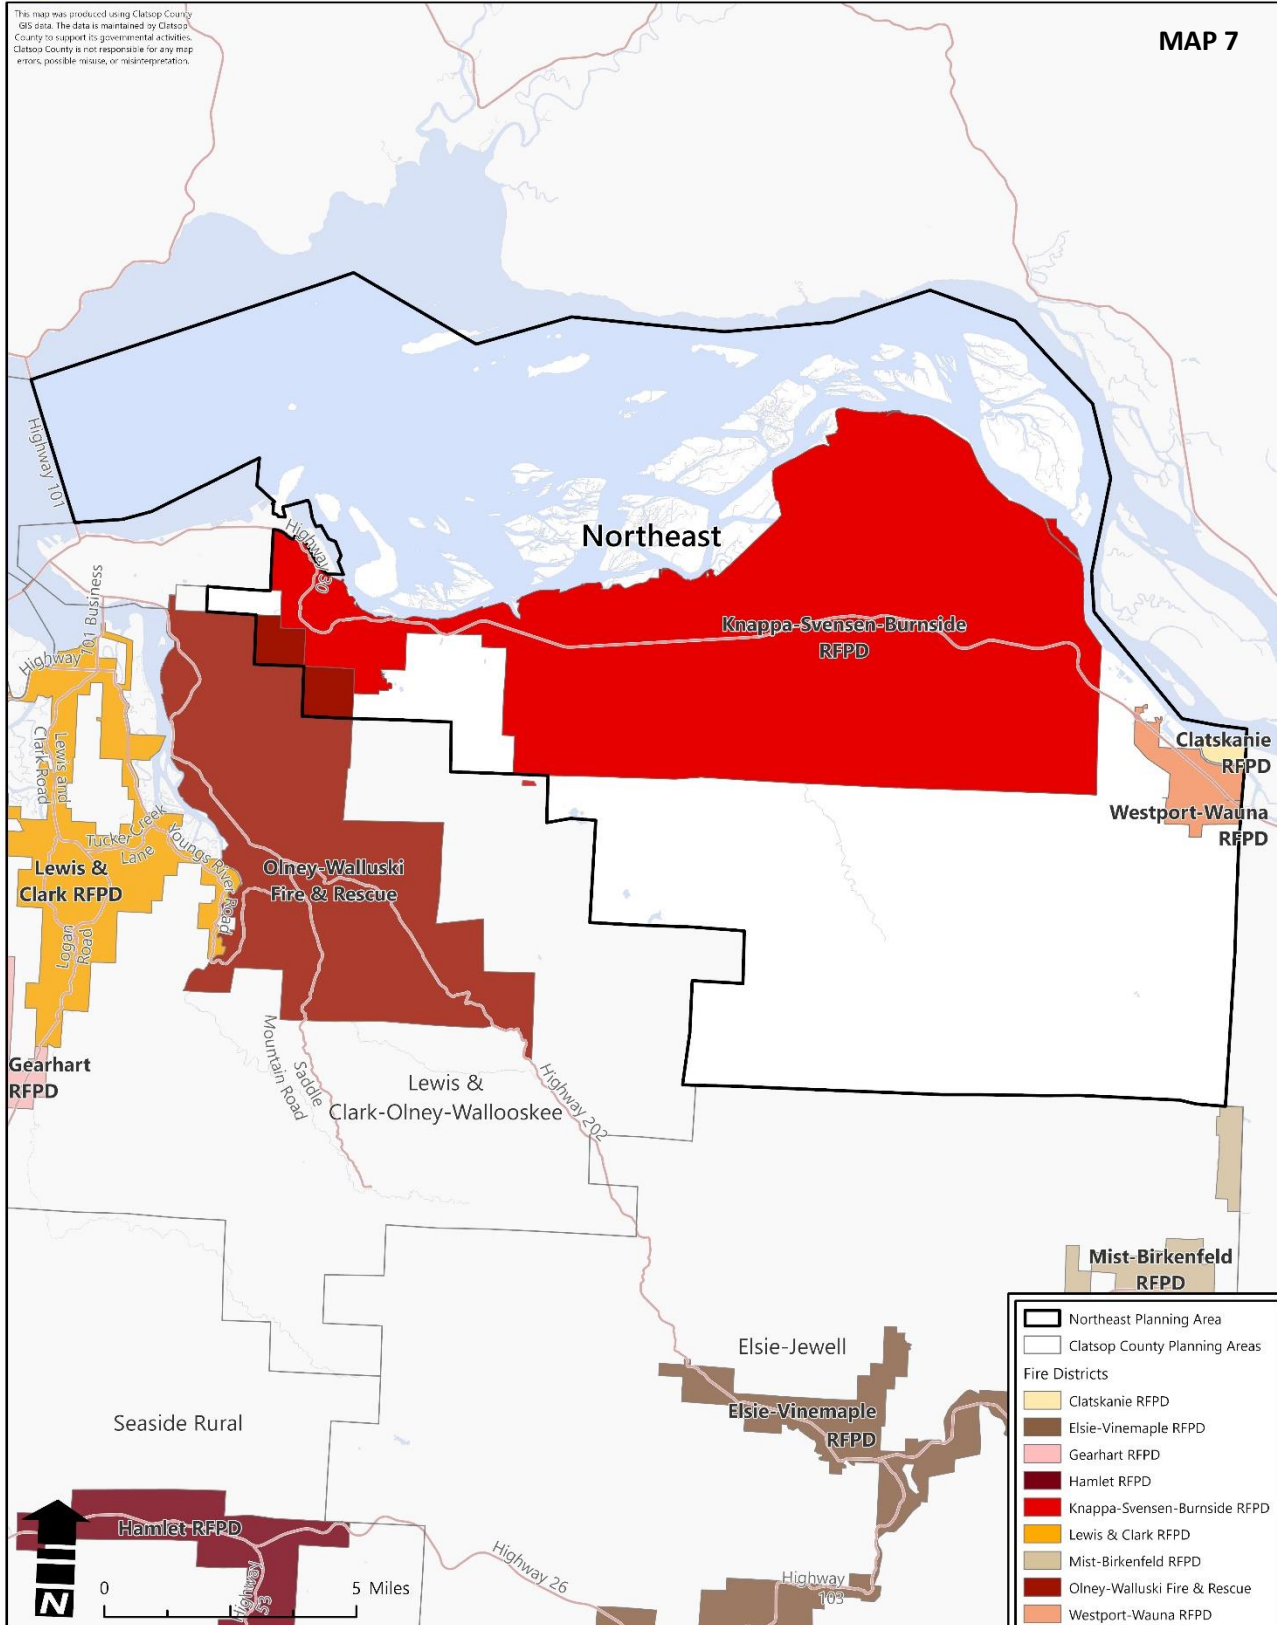 This map was produced using Clatsop County
GIS data. The data is maintained by Clatsop
County to support its governmental activities.
Clatsop County is not responsible for any map
errors, possible misuse, or misinterpretation.
MAP 7
Highway 101
Highway 30
Northeast
Highway 101 Business
Knappa-Svensen-Burnside
RFPD
Lewis and
Clark Road
Clatskanie
RFPD
Westport-Wauna
RFPD
Tucker Creek
Lane
Youngs River Road
Lewis &
Clark RFPD
Olney-Walluski
Fire & Rescue
Logan
Road
Gearhart
RFPD
Saddle
Mountain Road
Lewis &
Clark-Olney-Wallooskee
Highway 202
Mist-Birkenfeld
RFPD
Elsie-Jewell
Seaside Rural
Elsie-Vinemaple
RFPD
Hamlet RFPD
Highway
53
Highway 26
Highway
103
N
0 5 Miles
Northeast Planning Area
Clatsop County Planning Areas
Fire Districts
Clatskanie RFPD
Elsie-Vinemaple RFPD
Gearhart RFPD
Hamlet RFPD
Knappa-Svensen-Burnside RFPD
Lewis & Clark RFPD
Mist-Birkenfeld RFPD
Olney-Walluski Fire & Rescue
Westport-Wauna RFPD